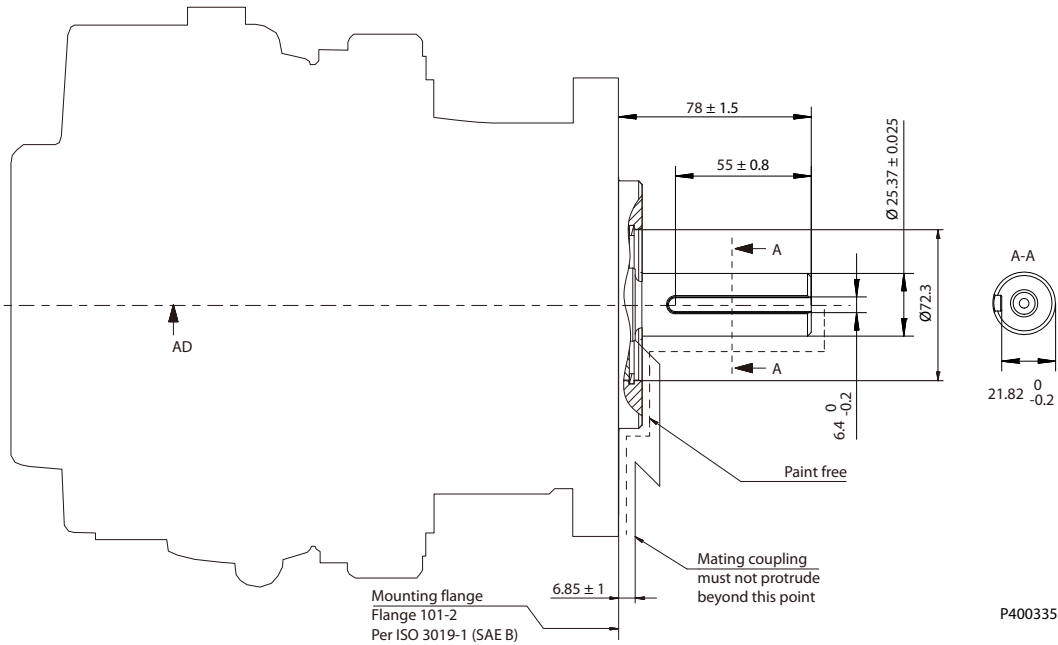 78 ± 1.5
55 ± 0.8
Ø 25.37 ± 0.025
A
A-A
AD
Ø72.3
A
6.4 0 -0.2
21.82 0 -0.2
Paint free
Mating coupling
must not protrude
beyond this point
6.85 ± 1
Mounting flange
Flange 101-2
Per ISO 3019-1 (SAE B)
P400335